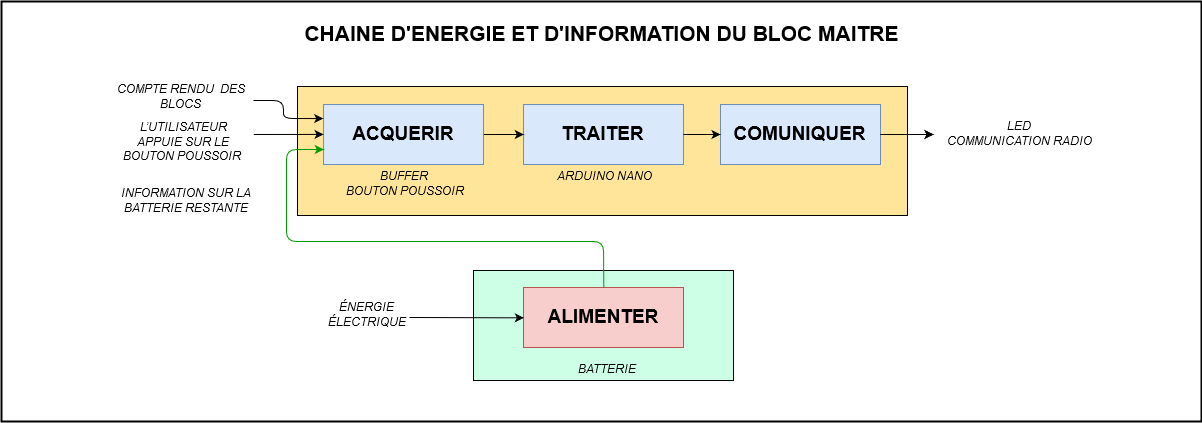 CHAINE D'ENERGIE ET D'INFORMATION DU BLOC MAITRE
COMPTE RENDU DES
BLOCS
L'UTILISATEUR
APPUIE SUR LE
BOUTON POUSSOIR
INFORMATION SUR LA
BATTERIE RESTANTE
ACQUERIR
BUFFER
BOUTON POUSSOIR
TRAITER
ARDUINO NANO
COMUNIQUER
LED
COMMUNICATION RADIO
ÉNERGIE
ÉLECTRIQUE
ALIMENTER
BATTERIE